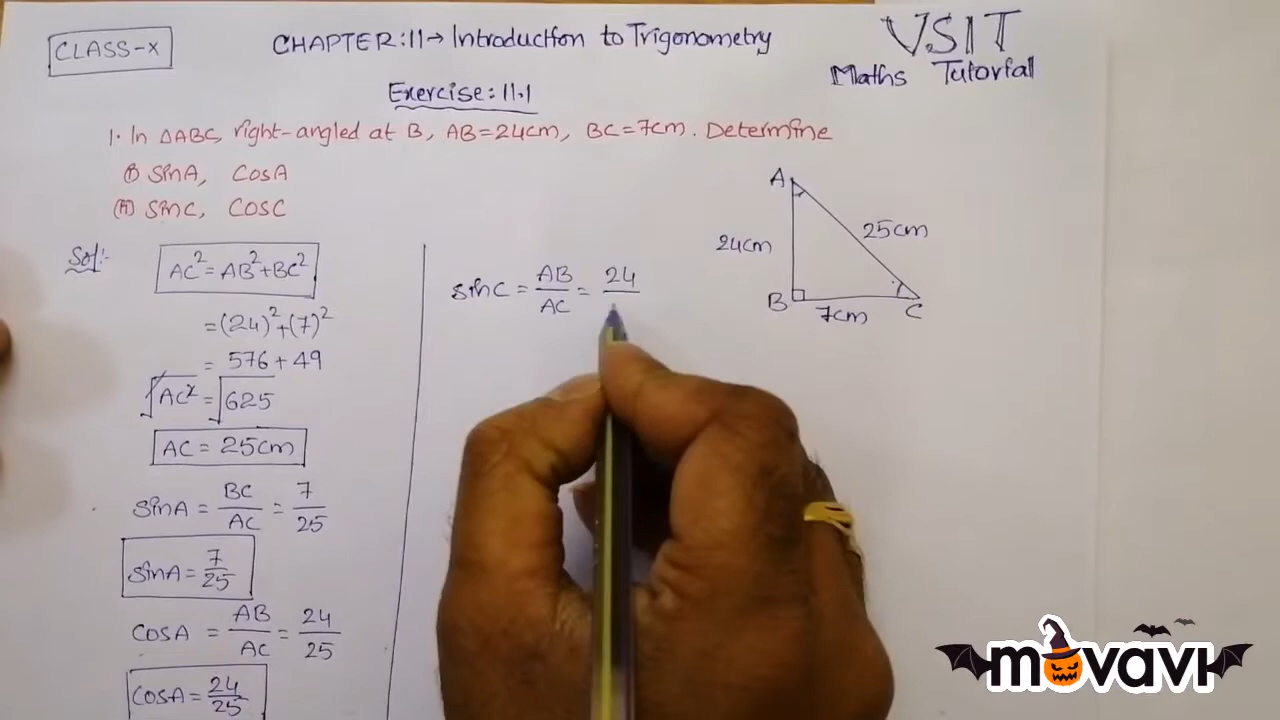 CLASS-X
CHAPTER:11→Introduction to Trigonometry
VSIT
Maths Tutorial
Exercise:11.1
1. In △ABC, right-angled at B, AB=24cm, BC=7cm. Determine
(i) sinA, CosA
(ii) sinC, COSC
Sol:-
AC² = AB²+BC²
= (24)²+(7)²
= 576+49
√AC² = √625
AC = 25cm
sinA = BC/AC = 7/25
sinA = 7/25
COSA = AB/AC = 24/25
COSA = 24/25
sinC = AB/AC = 24
A
24cm
25cm
B
7cm
C
movavi